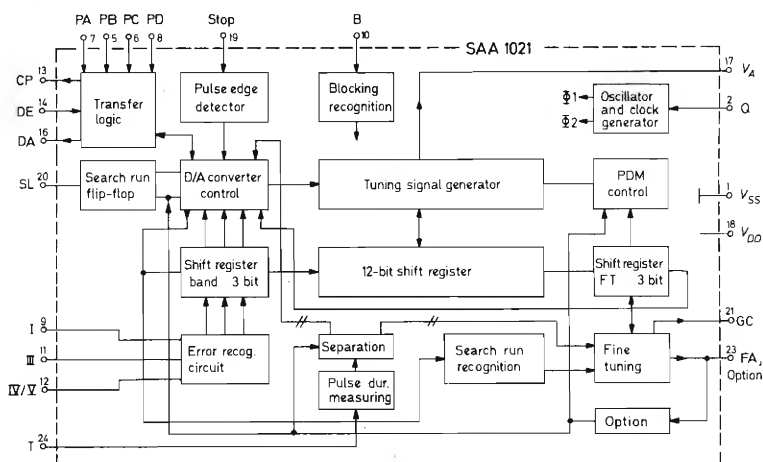 PA PB PC PD Stop B
7 5 6 8 19 10
SAA 1021
17 V_A
CP 13
DE 14
DA 16
Transfer
logic
Pulse edge
detector
Blocking
recognition
Φ1
Φ2
Oscillator
and clock
generator
2 Q
SL 20
Search run
flip-flop
D/A converter
control
Tuning signal generator
PDM
control
1 V_SS
18 V_DD
Shift register
band 3 bit
12-bit shift register
Shift register
FT 3 bit
21 GC
I 9
III 11
IV/V 12
Error recog.
circuit
Separation
Search run
recognition
Fine
tuning
23 FA,
Option
Pulse dur.
measuring
Option
T 24